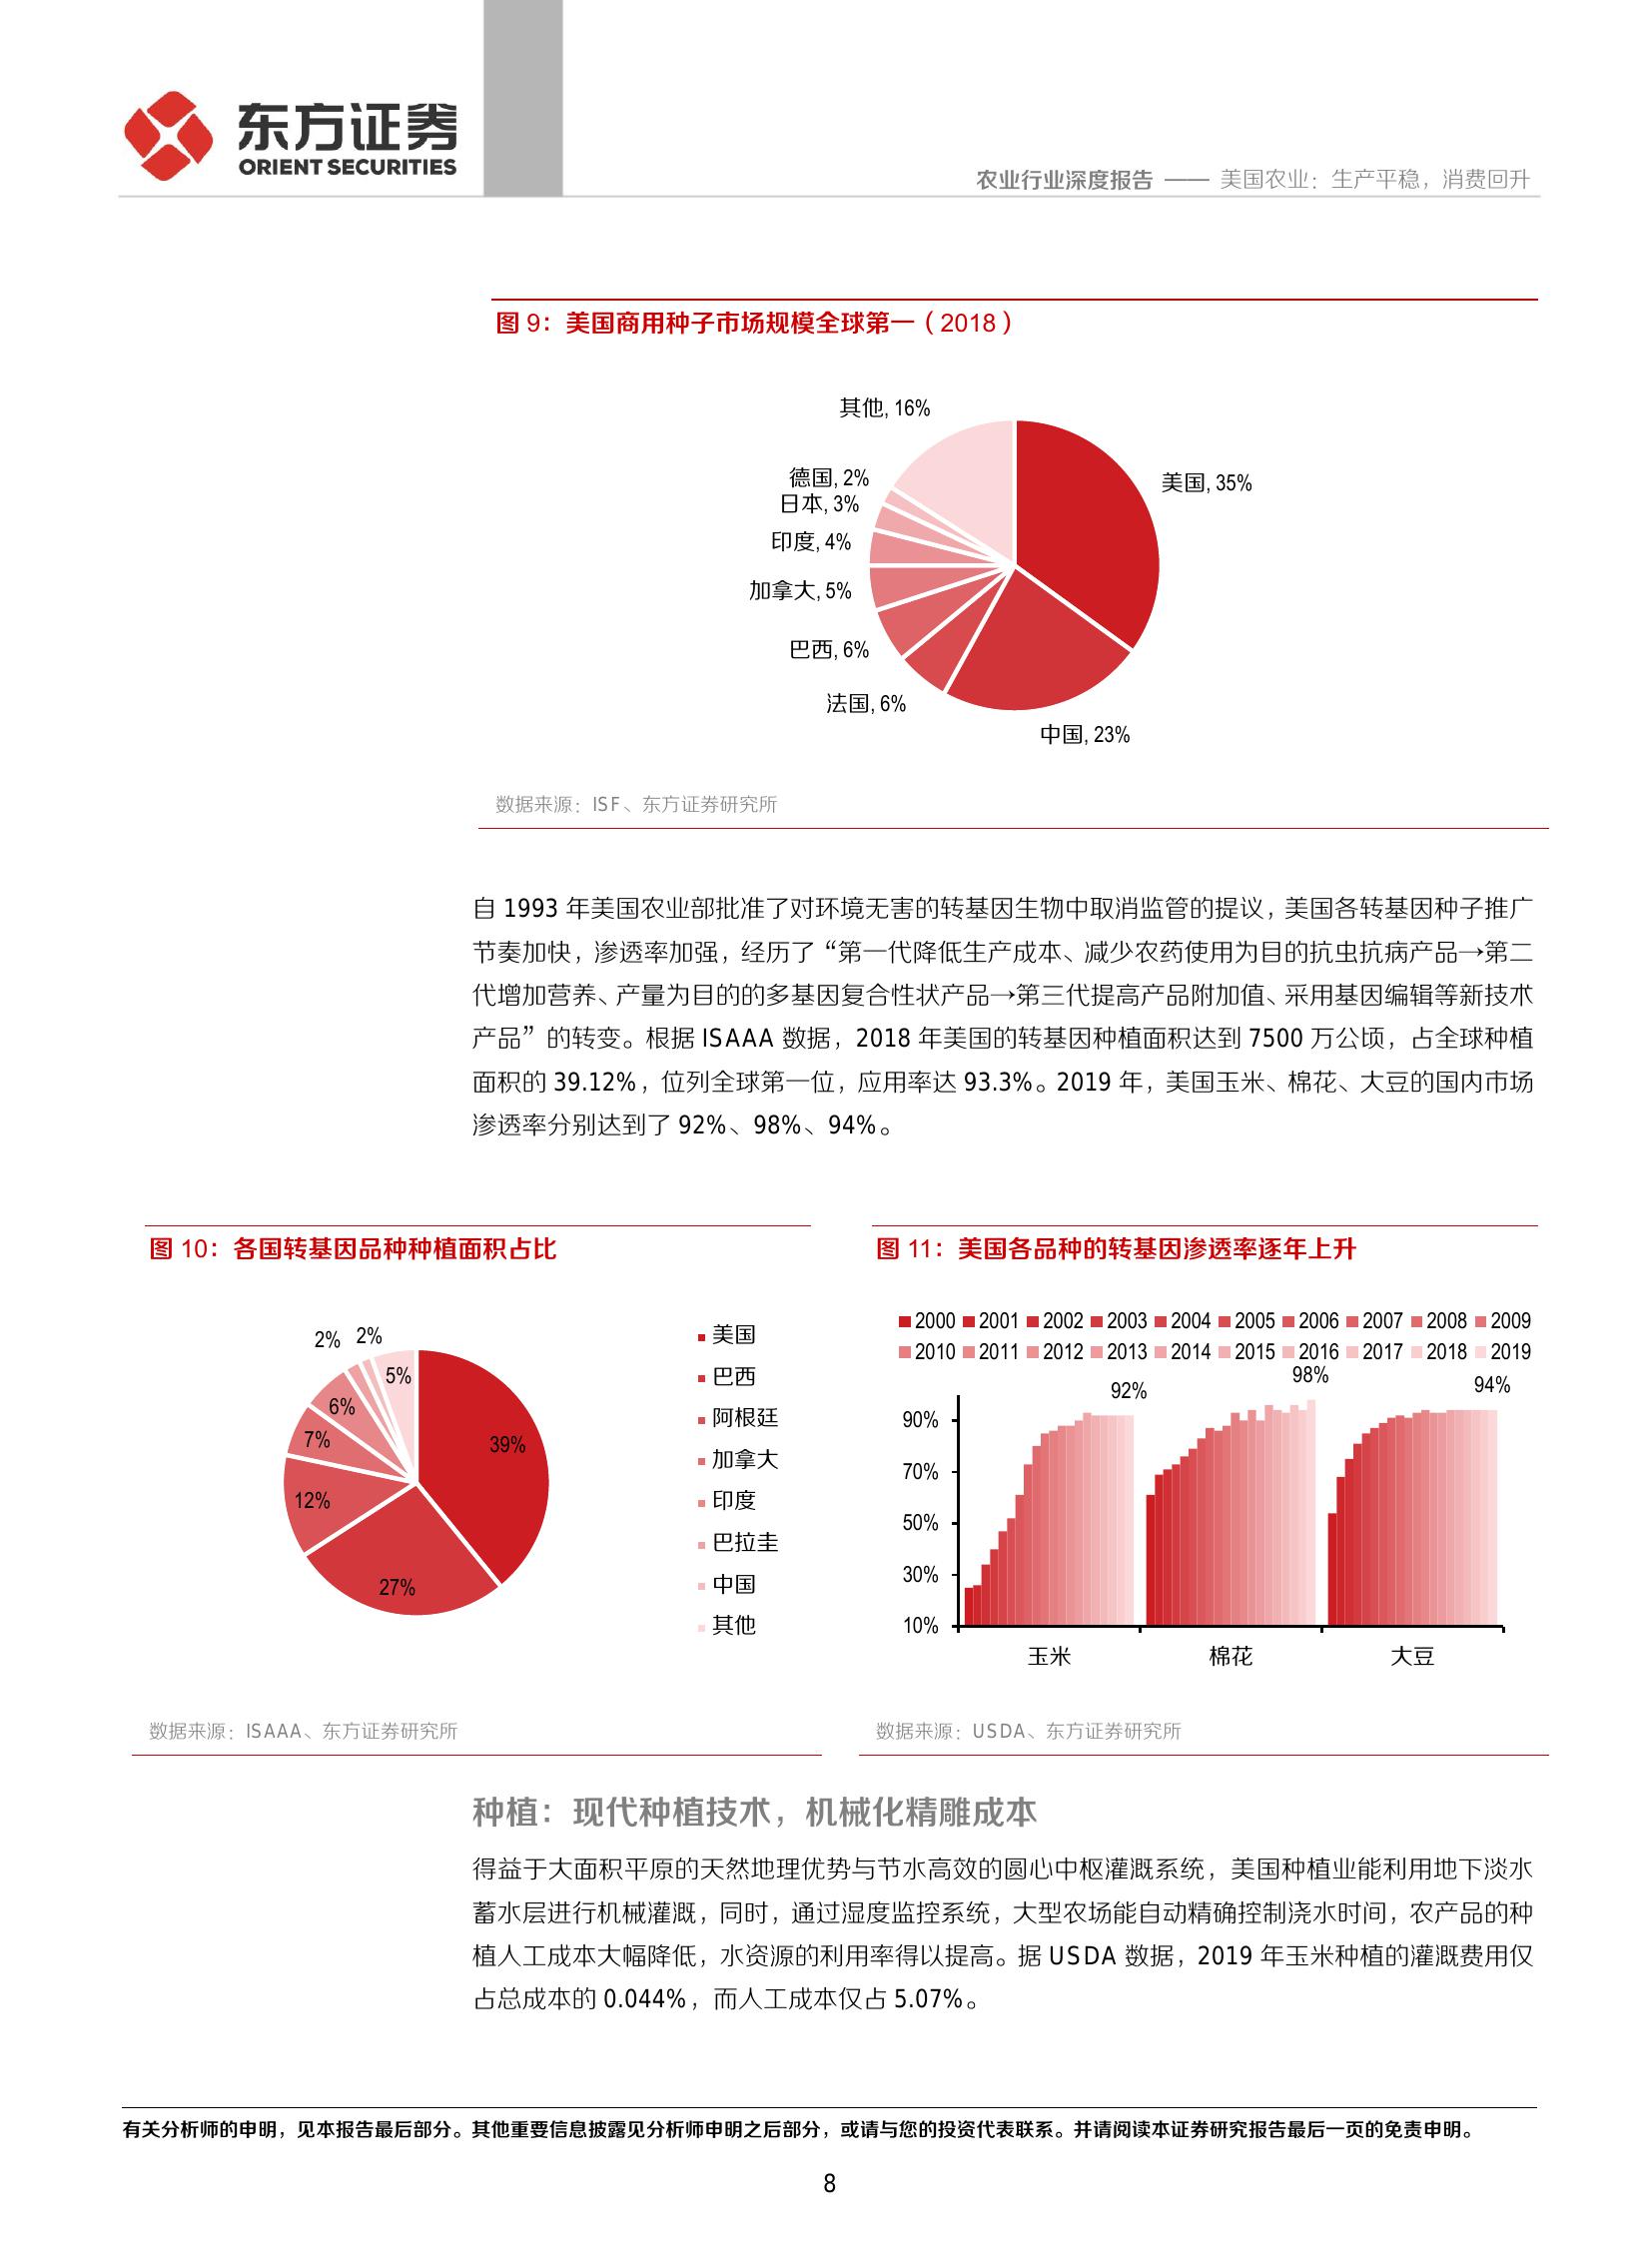 东方证券
ORIENT SECURITIES
农业行业深度报告 —— 美国农业：生产平稳，消费回升
图 9：美国商用种子市场规模全球第一（2018）
其他, 16%
德国, 2%
日本, 3%
印度, 4%
加拿大, 5%
巴西, 6%
法国, 6%
中国, 23%
美国, 35%
数据来源：ISF、东方证券研究所
自 1993 年美国农业部批准了对环境无害的转基因生物中取消监管的提议，美国各转基因种子推广
节奏加快，渗透率加强，经历了“第一代降低生产成本、减少农药使用为目的抗虫抗病产品→第二
代增加营养、产量为目的的多基因复合性状产品→第三代提高产品附加值、采用基因编辑等新技术
产品”的转变。根据 ISAAA 数据，2018 年美国的转基因种植面积达到 7500 万公顷，占全球种植
面积的 39.12%，位列全球第一位，应用率达 93.3%。2019 年，美国玉米、棉花、大豆的国内市场
渗透率分别达到了 92%、98%、94%。
图 10：各国转基因品种种植面积占比
2% 2%
5%
6%
7%
12%
27%
39%
美国
巴西
阿根廷
加拿大
印度
巴拉圭
中国
其他
数据来源：ISAAA、东方证券研究所
图 11：美国各品种的转基因渗透率逐年上升
2000 2001 2002 2003 2004 2005 2006 2007 2008 2009
2010 2011 2012 2013 2014 2015 2016 2017 2018 2019
92%
98%
94%
90%
70%
50%
30%
10%
玉米 棉花 大豆
数据来源：USDA、东方证券研究所
种植：现代种植技术，机械化精雕成本
得益于大面积平原的天然地理优势与节水高效的圆心中枢灌溉系统，美国种植业能利用地下淡水
蓄水层进行机械灌溉，同时，通过湿度监控系统，大型农场能自动精确控制浇水时间，农产品的种
植人工成本大幅降低，水资源的利用率得以提高。据 USDA 数据，2019 年玉米种植的灌溉费用仅
占总成本的 0.044%，而人工成本仅占 5.07%。
有关分析师的申明，见本报告最后部分。其他重要信息披露见分析师申明之后部分，或请与您的投资代表联系。并请阅读本证券研究报告最后一页的免责申明。
8